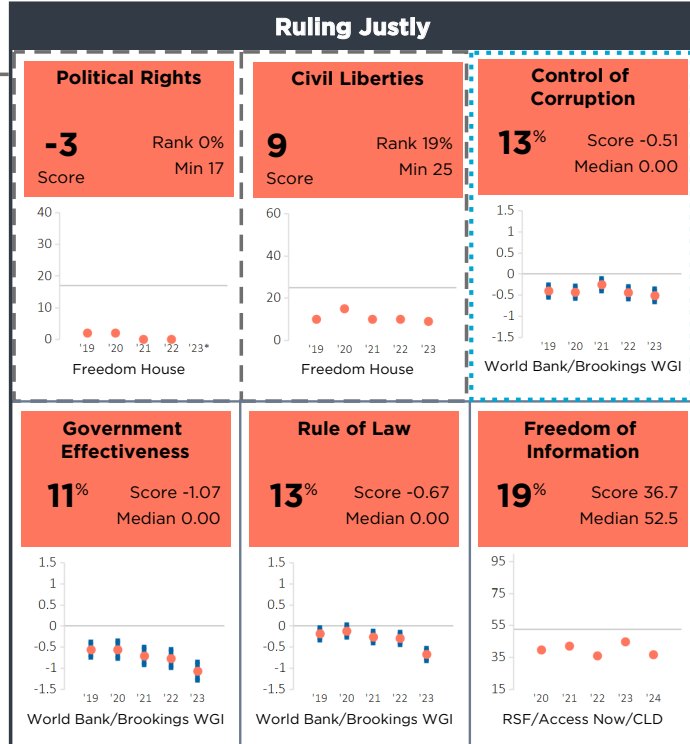 Ruling Justly
Political Rights
-3
Score
Rank 0%
Min 17
40
30
20
10
0
'19 '20 '21 '22 '23*
Freedom House
Civil Liberties
9
Score
Rank 19%
Min 25
60
40
20
0
'19 '20 '21 '22 '23
Freedom House
Control of
Corruption
13%
Score -0.51
Median 0.00
1.5
1
0.5
0
-0.5
-1
-1.5
'19 '20 '21 '22 '23
World Bank/Brookings WGI
Government
Effectiveness
11%
Score -1.07
Median 0.00
1.5
1
0.5
0
-0.5
-1
-1.5
'19 '20 '21 '22 '23
World Bank/Brookings WGI
Rule of Law
13%
Score -0.67
Median 0.00
1.5
1
0.5
0
-0.5
-1
-1.5
'19 '20 '21 '22 '23
World Bank/Brookings WGI
Freedom of
Information
19%
Score 36.7
Median 52.5
95
75
55
35
15
'20 '21 '22 '23 '24
RSF/Access Now/CLD